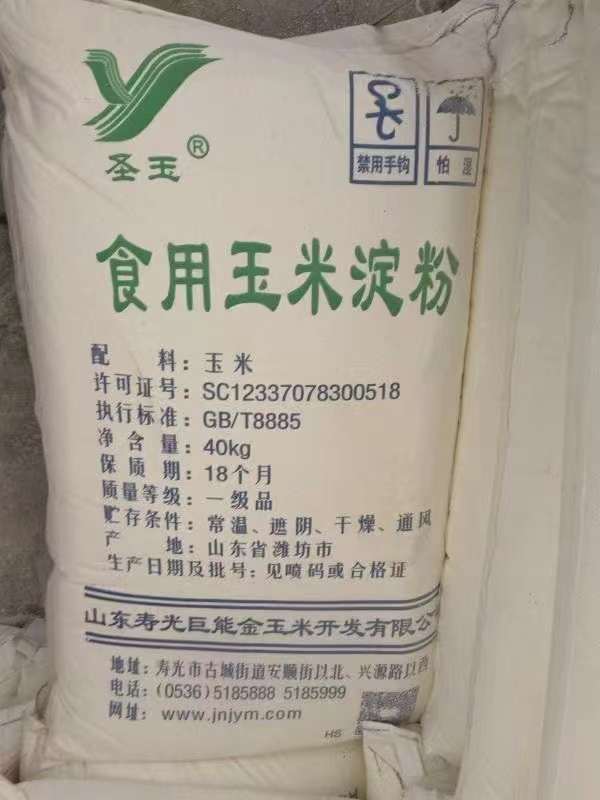 圣玉®
禁用手钩
怕湿
食用玉米淀粉
配 料：玉米
许可证号：SC12337078300518
执行标准：GB/T8885
净含量：40kg
保质期：18个月
质量等级：一级品
贮存条件：常温、遮阴、干燥、通风
产 地：山东省潍坊市
生产日期及批号：见喷码或合格证
山东寿光巨能金玉米开发有限公
地址：寿光市古城街道安顺街以北、兴源路以西
电话：(0536) 5185888 5185999
网址：www.jnjym.com
HS